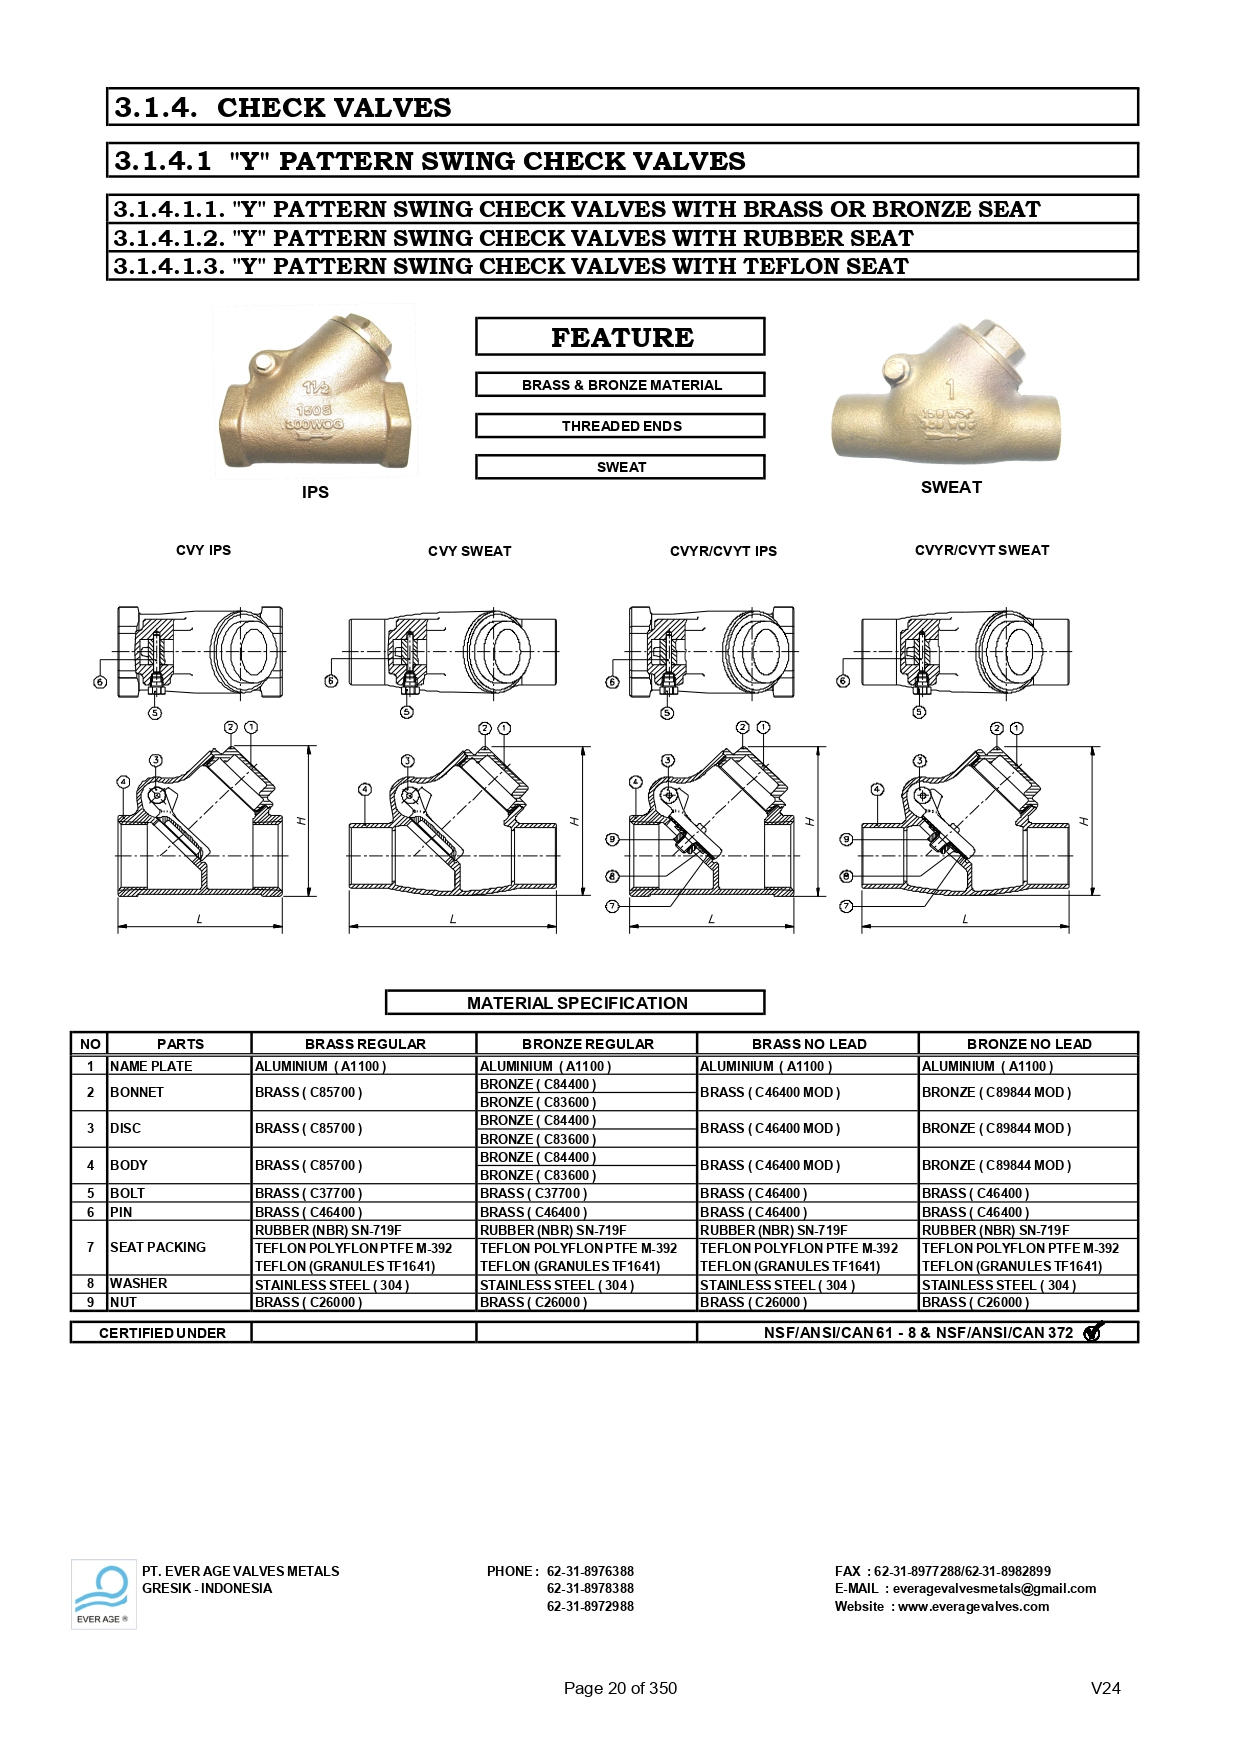 3.1.4. CHECK VALVES
3.1.4.1 "Y" PATTERN SWING CHECK VALVES
3.1.4.1.1. "Y" PATTERN SWING CHECK VALVES WITH BRASS OR BRONZE SEAT
3.1.4.1.2. "Y" PATTERN SWING CHECK VALVES WITH RUBBER SEAT
3.1.4.1.3. "Y" PATTERN SWING CHECK VALVES WITH TEFLON SEAT
FEATURE
BRASS & BRONZE MATERIAL
THREADED ENDS
SWEAT
1½
150S
300WOG
IPS
1
150 WSP
300 WOG
SWEAT
CVY IPS CVY SWEAT CVYR/CVYT IPS CVYR/CVYT SWEAT
6 6 6 6
5 5 5 5
2 1 2 1 2 1 2 1
3 3 3 3
4 4 4 4
H H H H
9 9
8 8
7 7
L L L L
MATERIAL SPECIFICATION
NO PARTS BRASS REGULAR BRONZE REGULAR BRASS NO LEAD BRONZE NO LEAD
1 NAME PLATE ALUMINIUM ( A1100 ) ALUMINIUM ( A1100 ) ALUMINIUM ( A1100 ) ALUMINIUM ( A1100 )
BRONZE ( C84400 )
2 BONNET BRASS ( C85700 ) BRASS ( C46400 MOD ) BRONZE ( C89844 MOD )
BRONZE ( C83600 )
BRONZE ( C84400 )
3 DISC BRASS ( C85700 ) BRASS ( C46400 MOD ) BRONZE ( C89844 MOD )
BRONZE ( C83600 )
BRONZE ( C84400 )
4 BODY BRASS ( C85700 ) BRASS ( C46400 MOD ) BRONZE ( C89844 MOD )
BRONZE ( C83600 )
5 BOLT BRASS ( C37700 ) BRASS ( C37700 ) BRASS ( C46400 ) BRASS ( C46400 )
6 PIN BRASS ( C46400 ) BRASS ( C46400 ) BRASS ( C46400 ) BRASS ( C46400 )
RUBBER (NBR) SN-719F RUBBER (NBR) SN-719F RUBBER (NBR) SN-719F RUBBER (NBR) SN-719F
7 SEAT PACKING TEFLON POLYFLON PTFE M-392 TEFLON POLYFLON PTFE M-392 TEFLON POLYFLON PTFE M-392 TEFLON POLYFLON PTFE M-392
TEFLON (GRANULES TF1641) TEFLON (GRANULES TF1641) TEFLON (GRANULES TF1641) TEFLON (GRANULES TF1641)
8 WASHER STAINLESS STEEL ( 304 ) STAINLESS STEEL ( 304 ) STAINLESS STEEL ( 304 ) STAINLESS STEEL ( 304 )
9 NUT BRASS ( C26000 ) BRASS ( C26000 ) BRASS ( C26000 ) BRASS ( C26000 )
CERTIFIED UNDER NSF/ANSI/CAN 61 - 8 & NSF/ANSI/CAN 372
EVER AGE ®
PT. EVER AGE VALVES METALS PHONE : 62-31-8976388 FAX : 62-31-8977288/62-31-8982899
GRESIK - INDONESIA 62-31-8978388 E-MAIL : everagevalvesmetals@gmail.com
62-31-8972988 Website : www.everagevalves.com
Page 20 of 350 V24